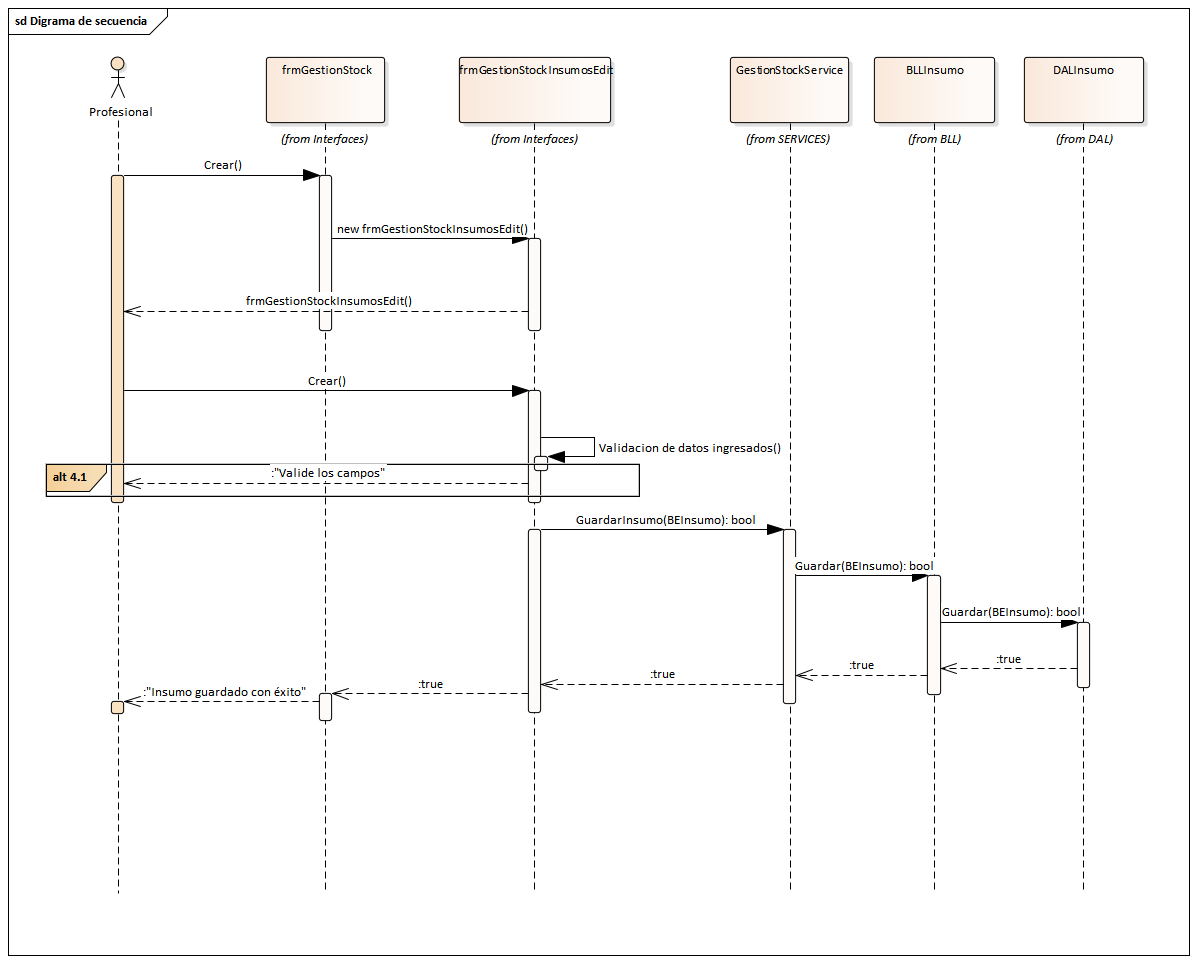 sd Digrama de secuencia
Profesional
frmGestionStock
(from Interfaces)
frmGestionStockInsumosEdit
(from Interfaces)
GestionStockService
(from SERVICES)
BLLInsumo
(from BLL)
DALInsumo
(from DAL)
Crear()
new frmGestionStockInsumosEdit()
frmGestionStockInsumosEdit()
Crear()
Validacion de datos ingresados()
alt 4.1
:"Valide los campos"
GuardarInsumo(BEInsumo): bool
Guardar(BEInsumo): bool
Guardar(BEInsumo): bool
:true
:true
:true
:true
:"Insumo guardado con éxito"